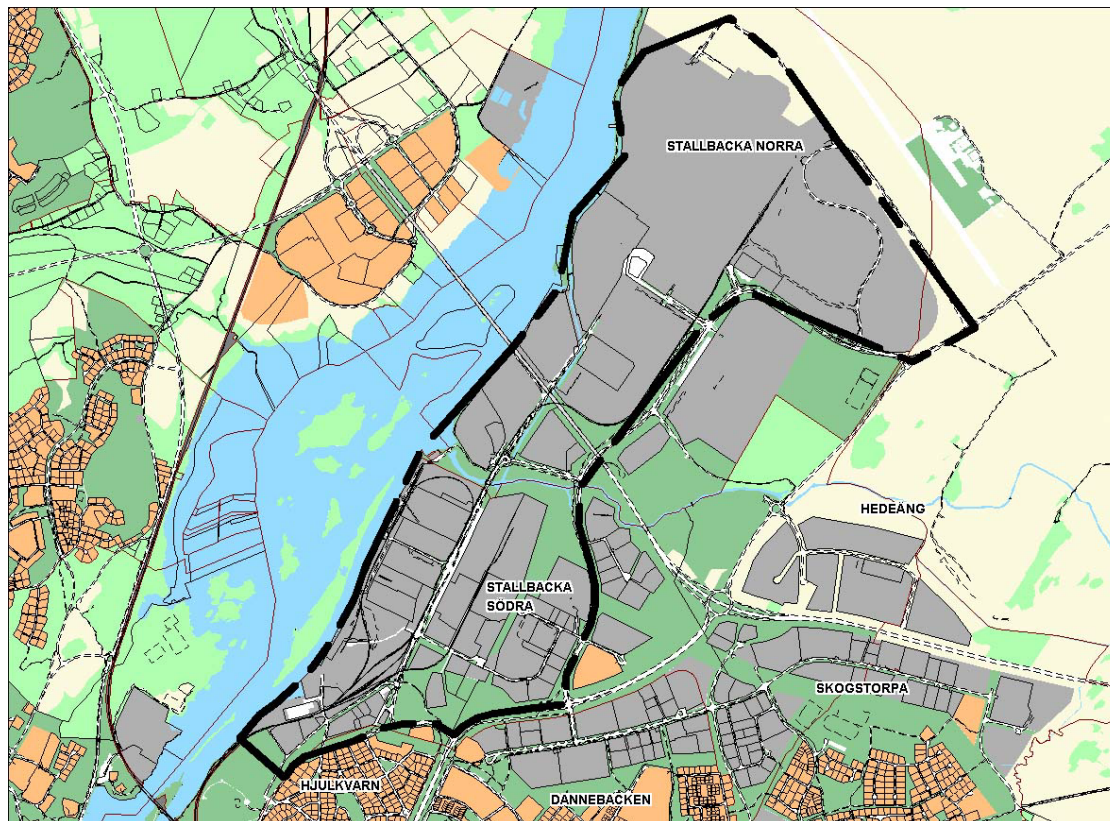 STALLBACKA NORRA
HEDEÄNG
STALLBACKA
SÖDRA
SKOGSTORPA
HJULKVARN
DANNEBACKEN